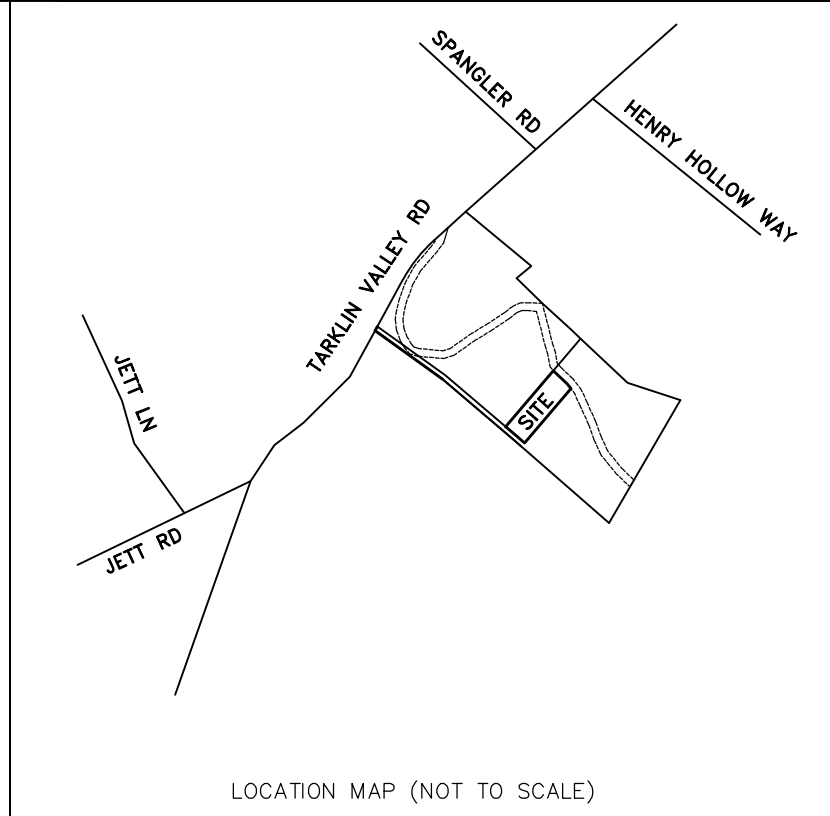 SPANGLER RD
HENRY HOLLOW WAY
TARKLIN VALLEY RD
JETT LN
SITE
JETT RD
LOCATION MAP (NOT TO SCALE)